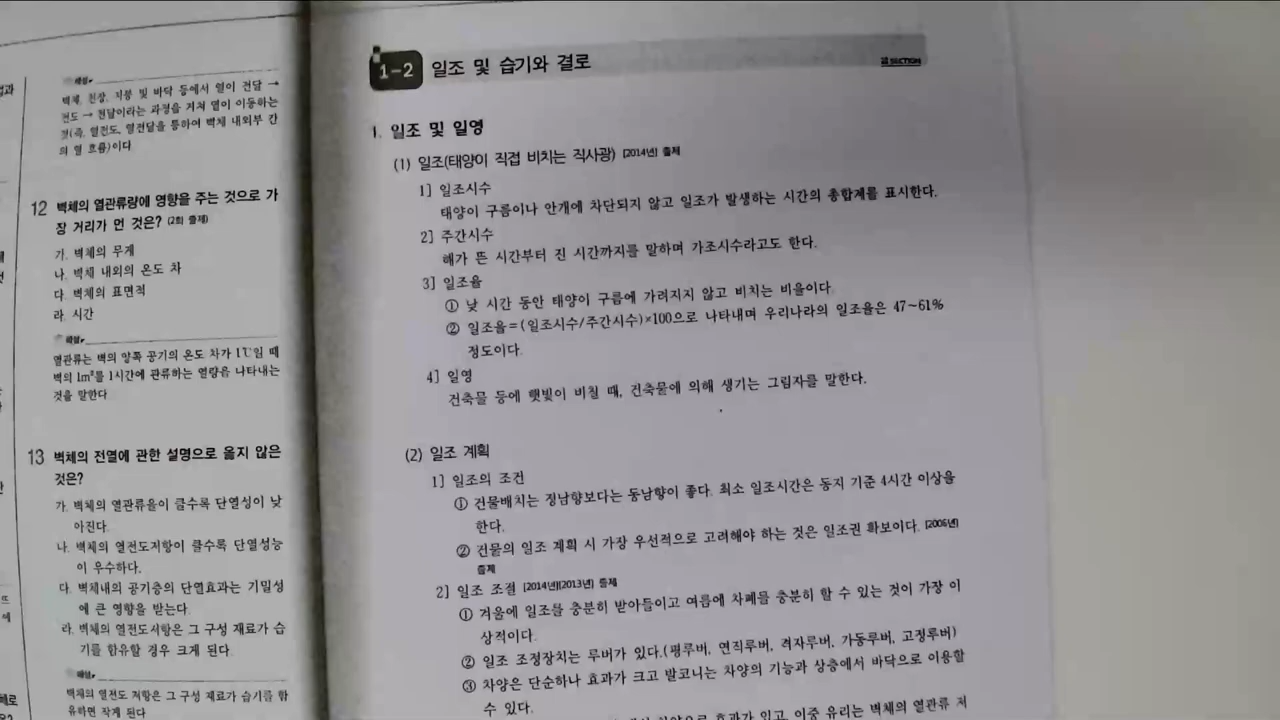 해설
벽체, 천장, 지붕 및 바닥 등에서 열이 전달 →
전도 → 전달이라는 과정을 거쳐 열이 이동하는
것(즉, 열전도, 열전달을 통하여 벽체 내외부 간
의 열 흐름)이다.
12 벽체의 열관류량에 영향을 주는 것으로 가
장 거리가 먼 것은? (2회 출제)
가. 벽체의 무게
나. 벽체 내외의 온도 차
다. 벽체의 표면적
라. 시간
해설
열관류는 벽의 양쪽 공기의 온도 차가 1℃일 때
벽의 1m²를 1시간에 관류하는 열량을 나타내는
것을 말한다.
13 벽체의 전열에 관한 설명으로 옳지 않은
것은?
가. 벽체의 열관류율이 클수록 단열성이 낮
아진다.
나. 벽체의 열전도저항이 클수록 단열성능
이 우수하다.
다. 벽체내의 공기층의 단열효과는 기밀성
에 큰 영향을 받는다.
라. 벽체의 열전도저항은 그 구성 재료가 습
기를 함유할 경우 크게 된다.
해설
벽체의 열전도 저항은 그 구성 재료가 습기를 함
유하면 작게 된다
1-2 일조 및 습기와 결로
SECTION
1. 일조 및 일영
(1) 일조(태양이 직접 비치는 직사광) [2014년] 출제
1] 일조시수
태양이 구름이나 안개에 차단되지 않고 일조가 발생하는 시간의 총합계를 표시한다.
2] 주간시수
해가 뜬 시간부터 진 시간까지를 말하며 가조시수라고도 한다.
3] 일조율
① 낮 시간 동안 태양이 구름에 가려지지 않고 비치는 비율이다.
② 일조율=(일조시수/주간시수)×100으로 나타내며 우리나라의 일조율은 47~61%
정도이다.
4] 일영
건축물 등에 햇빛이 비칠 때, 건축물에 의해 생기는 그림자를 말한다.
(2) 일조 계획
1] 일조의 조건
① 건물배치는 정남향보다는 동남향이 좋다. 최소 일조시간은 동지 기준 4시간 이상을
한다.
② 건물의 일조 계획 시 가장 우선적으로 고려해야 하는 것은 일조권 확보이다. [2006년]
출제
2] 일조 조절 [2014년][2013년] 출제
① 겨울에 일조를 충분히 받아들이고 여름에 차폐를 충분히 할 수 있는 것이 가장 이
상적이다.
② 일조 조정장치는 루버가 있다.(평루버, 연직루버, 격자루버, 가동루버, 고정루버)
③ 차양은 단순하나 효과가 크고 발코니는 차양의 기능과 상층에서 바닥으로 이용할
수 있다.
차양으로 효과가 있고, 이중 유리는 벽체의 열관류 저